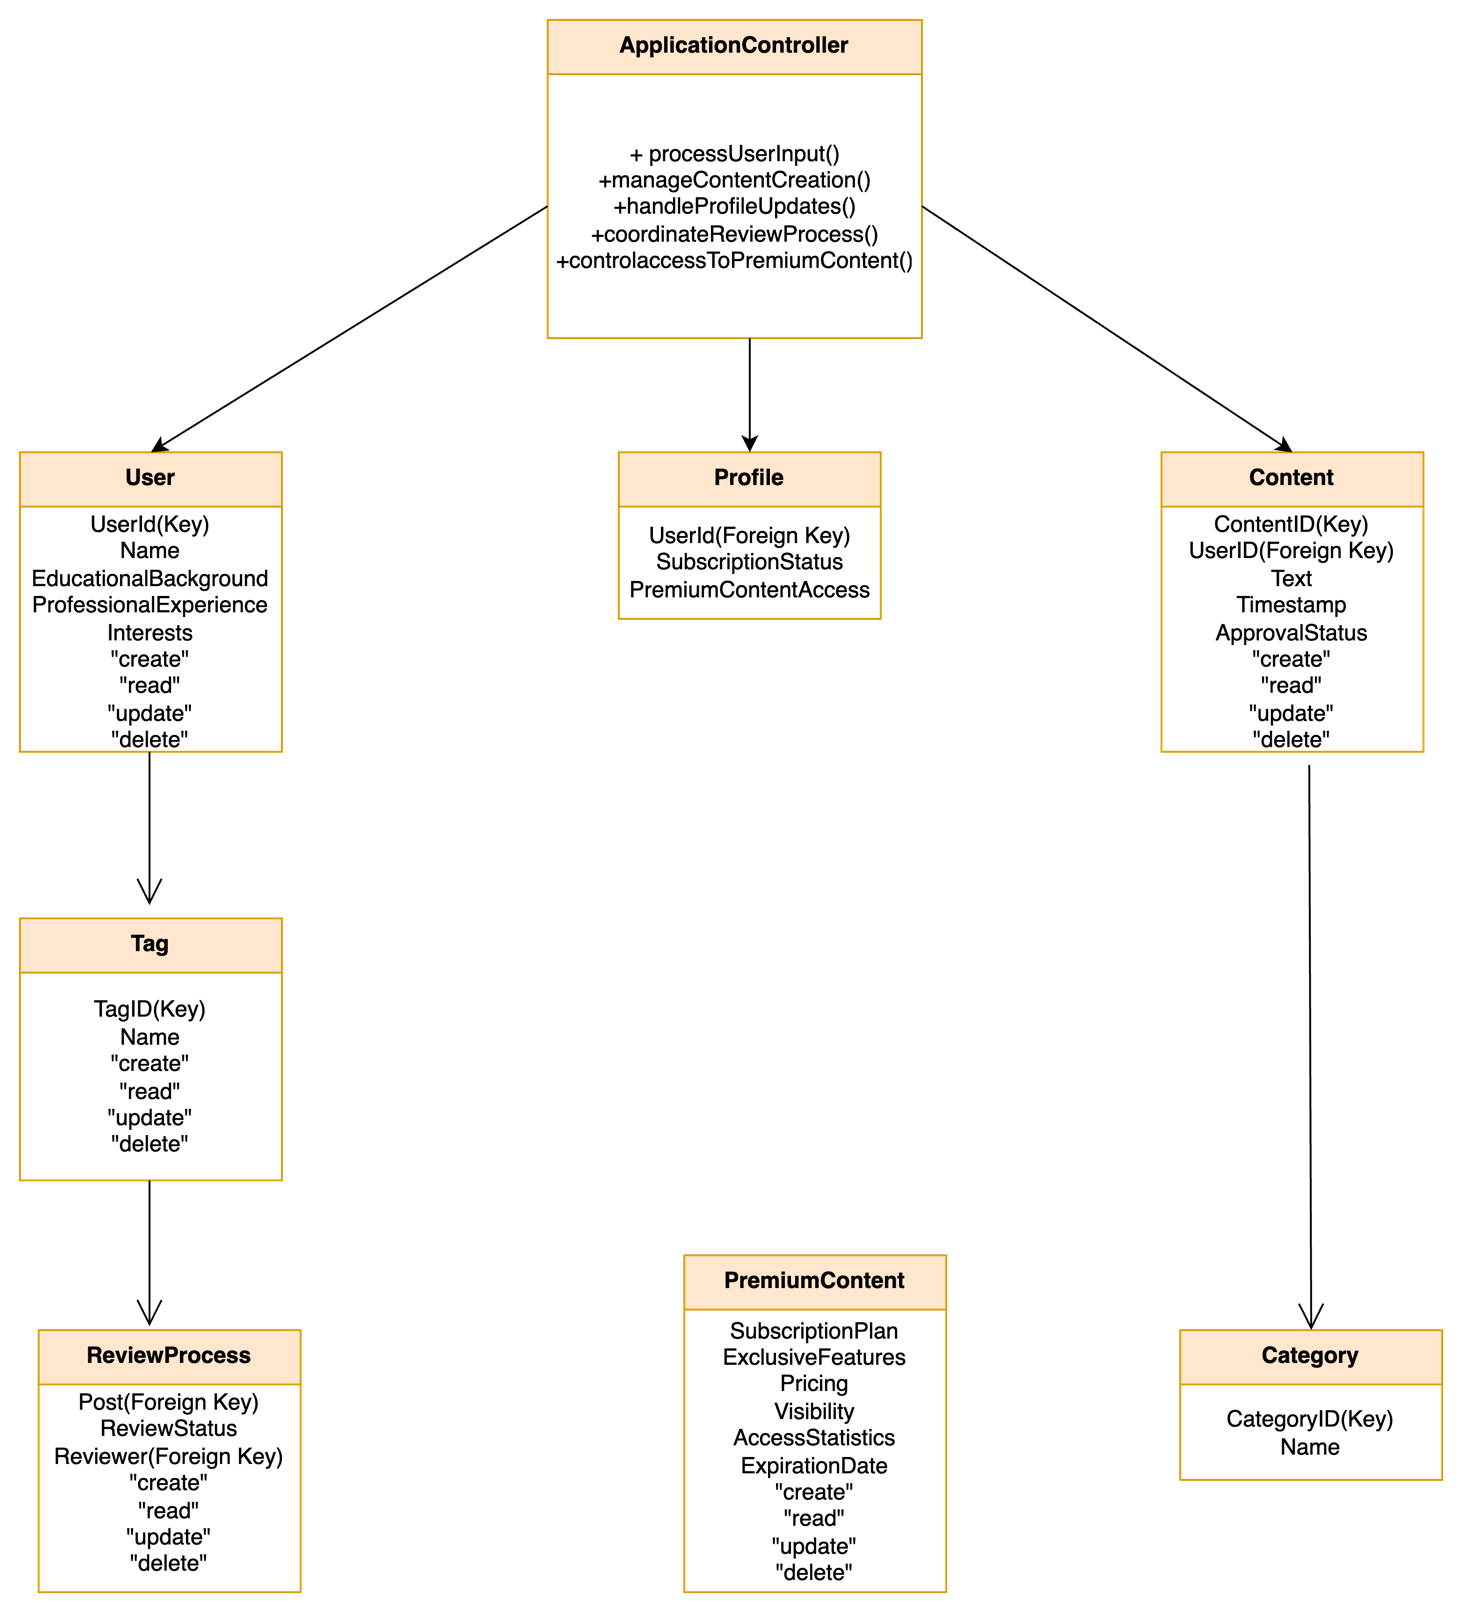 ApplicationController
+ processUserInput()
+manageContentCreation()
+handleProfileUpdates()
+coordinateReviewProcess()
+controlaccessToPremiumContent()
User
UserId(Key)
Name
EducationalBackground
ProfessionalExperience
Interests
"create"
"read"
"update"
"delete"
Profile
UserId(Foreign Key)
SubscriptionStatus
PremiumContentAccess
Content
ContentID(Key)
UserID(Foreign Key)
Text
Timestamp
ApprovalStatus
"create"
"read"
"update"
"delete"
Tag
TagID(Key)
Name
"create"
"read"
"update"
"delete"
ReviewProcess
Post(Foreign Key)
ReviewStatus
Reviewer(Foreign Key)
"create"
"read"
"update"
"delete"
PremiumContent
SubscriptionPlan
ExclusiveFeatures
Pricing
Visibility
AccessStatistics
ExpirationDate
"create"
"read"
"update"
"delete"
Category
CategoryID(Key)
Name